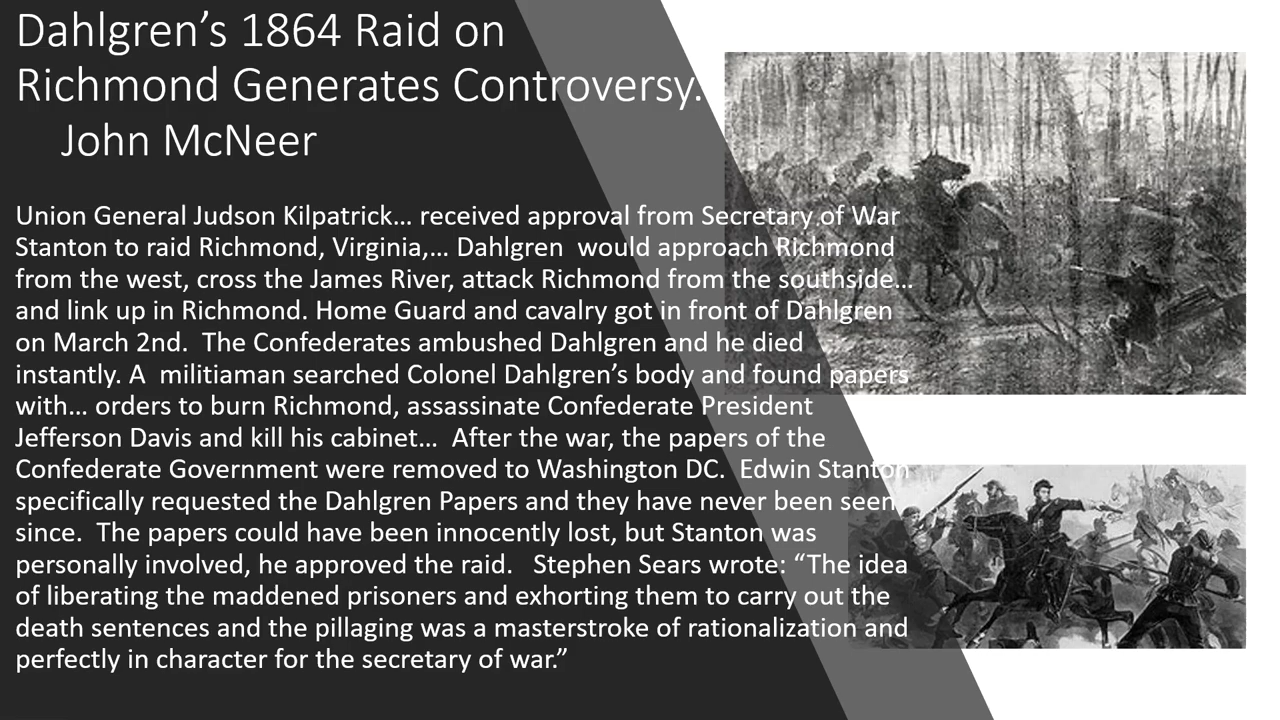 Dahlgren’s 1864 Raid on
Richmond Generates Controversy.
John McNeer
Union General Judson Kilpatrick… received approval from Secretary of War
Stanton to raid Richmond, Virginia,… Dahlgren  would approach Richmond
from the west, cross the James River, attack Richmond from the southside…
and link up in Richmond. Home Guard and cavalry got in front of Dahlgren
on March 2nd.  The Confederates ambushed Dahlgren and he died
instantly. A  militiaman searched Colonel Dahlgren’s body and found papers
with… orders to burn Richmond, assassinate Confederate President
Jefferson Davis and kill his cabinet…  After the war, the papers of the
Confederate Government were removed to Washington DC.  Edwin Stanton
specifically requested the Dahlgren Papers and they have never been seen
since.  The papers could have been innocently lost, but Stanton was
personally involved, he approved the raid.   Stephen Sears wrote: “The idea
of liberating the maddened prisoners and exhorting them to carry out the
death sentences and the pillaging was a masterstroke of rationalization and
perfectly in character for the secretary of war.”